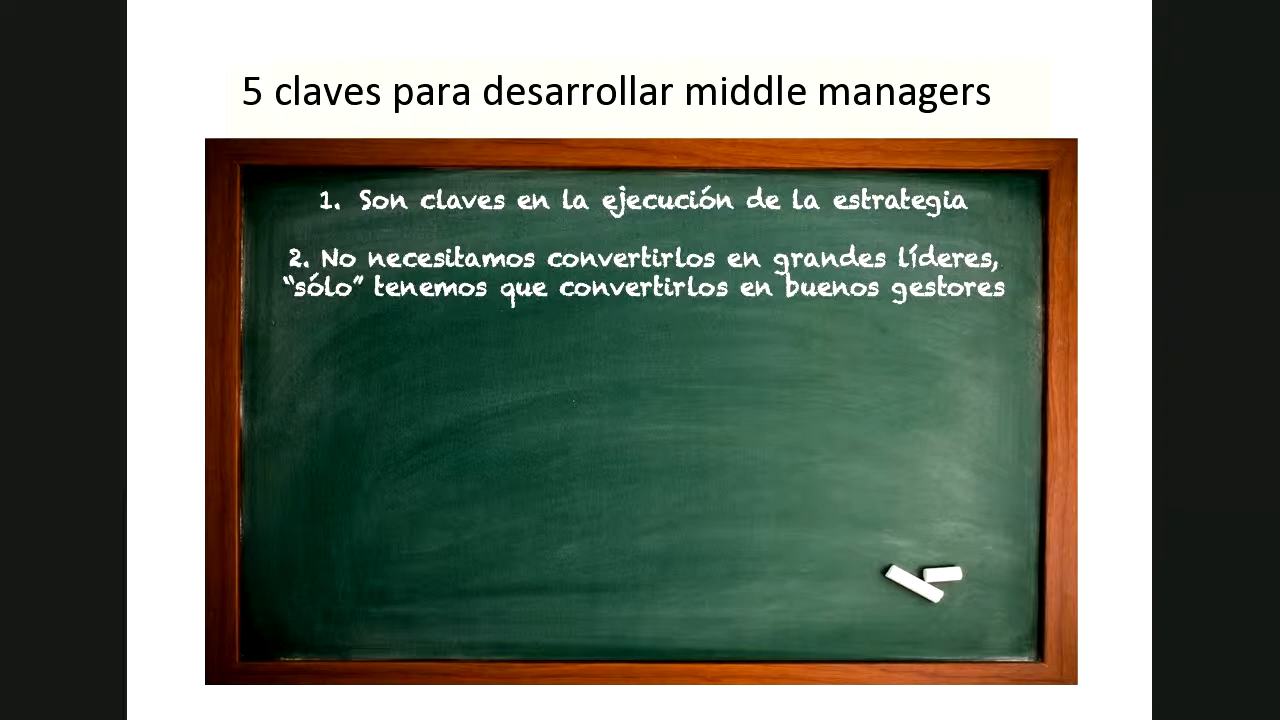 5 claves para desarrollar middle managers
1. Son claves en la ejecución de la estrategia
2. No necesitamos convertirlos en grandes líderes,
“sólo” tenemos que convertirlos en buenos gestores